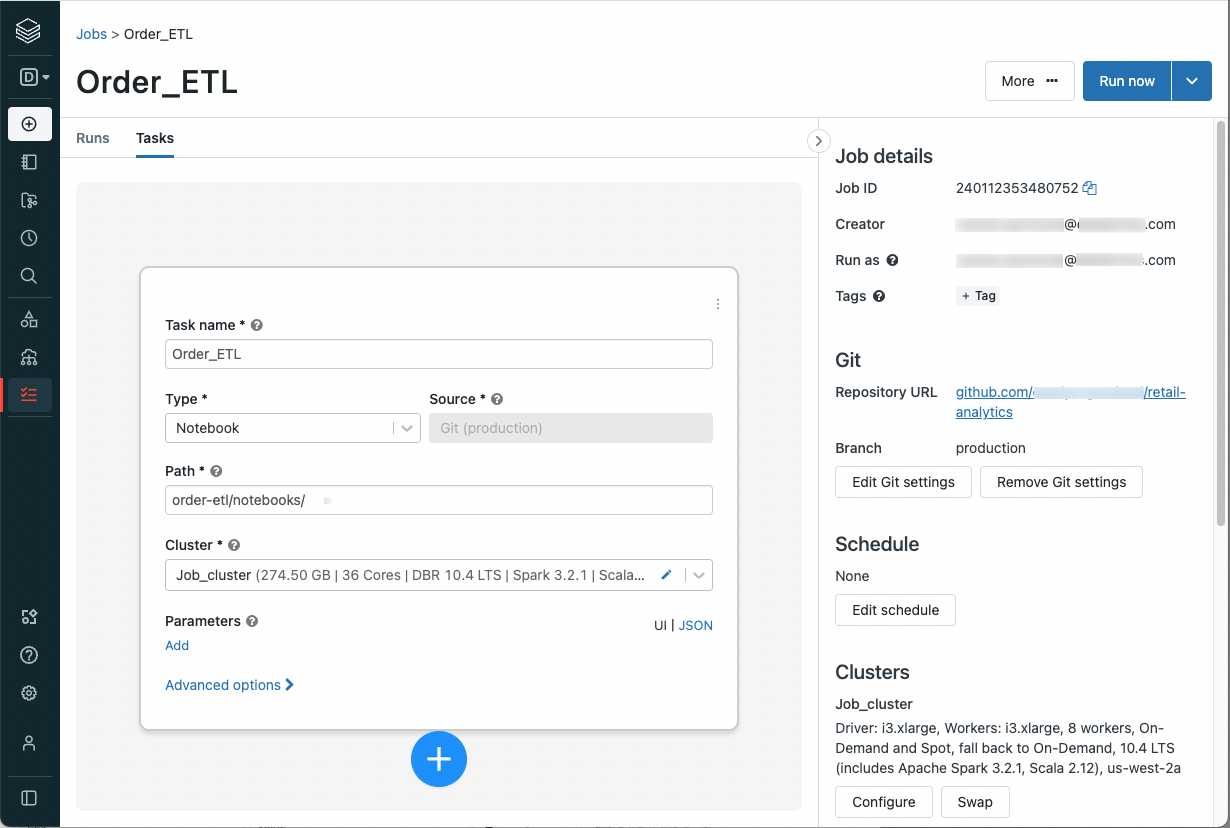 Jobs > Order_ETL
Order_ETL
More ···
Run now
D
Runs
Tasks
Task name * ?
Order_ETL
Type *
Source * ?
Notebook
Git (production)
Path * ?
order-etl/notebooks/
Cluster * ?
Job_cluster (274.50 GB | 36 Cores | DBR 10.4 LTS | Spark 3.2.1 | Scala...
Parameters ?
UI | JSON
Add
Advanced options
Job details
Job ID 240112353480752
Creator @ .com
Run as ? @ .com
Tags ? + Tag
Git
Repository URL github.com/ /retail-
analytics
Branch production
Edit Git settings
Remove Git settings
Schedule
None
Edit schedule
Clusters
Job_cluster
Driver: i3.xlarge, Workers: i3.xlarge, 8 workers, On-
Demand and Spot, fall back to On-Demand, 10.4 LTS
(includes Apache Spark 3.2.1, Scala 2.12), us-west-2a
Configure
Swap